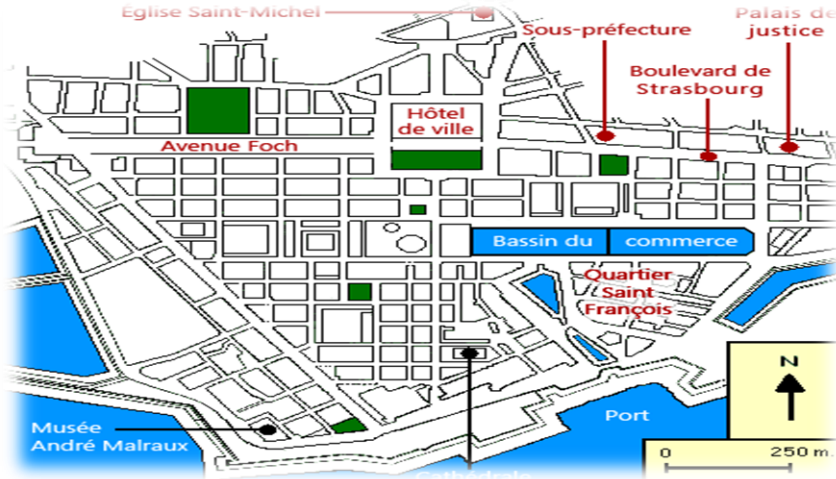 Église Saint-Michel
Sous-préfecture
Palais de
justice
Boulevard de
Strasbourg
Hôtel
de ville
Avenue Foch
Bassin du commerce
Quartier
Saint
François
Musée
André Malraux
Port
N
0 250 m.
Cathédrale